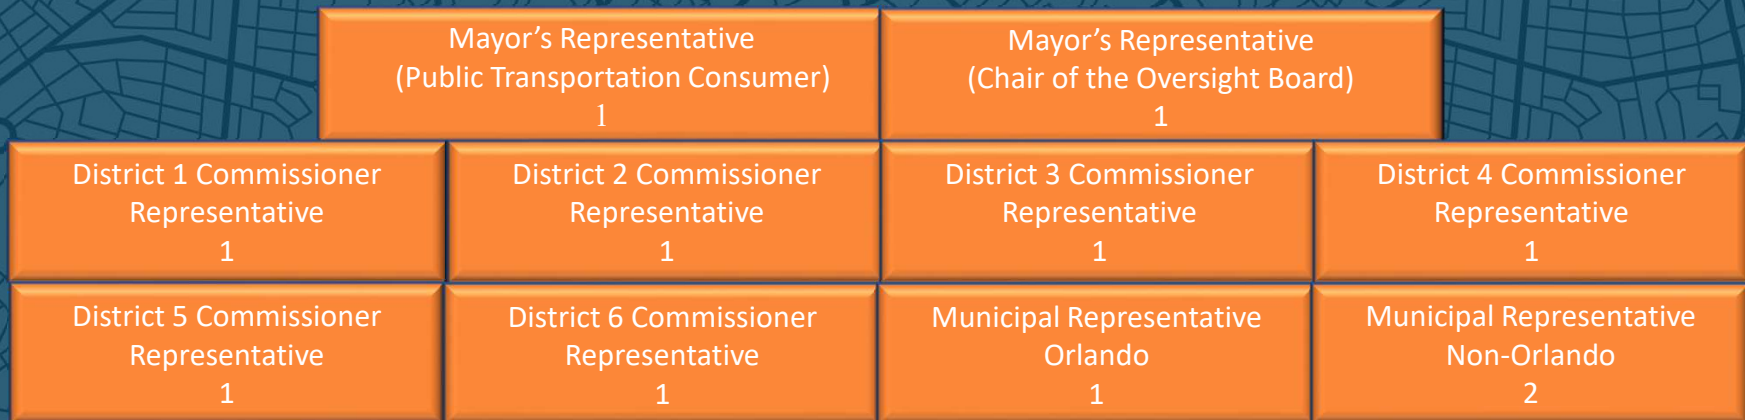 Mayor's Representative
(Public Transportation Consumer)
1
Mayor's Representative
(Chair of the Oversight Board)
1
District 1 Commissioner
Representative
1
District 2 Commissioner
Representative
1
District 3 Commissioner
Representative
1
District 4 Commissioner
Representative
1
District 5 Commissioner
Representative
1
District 6 Commissioner
Representative
1
Municipal Representative
Orlando
1
Municipal Representative
Non-Orlando
2